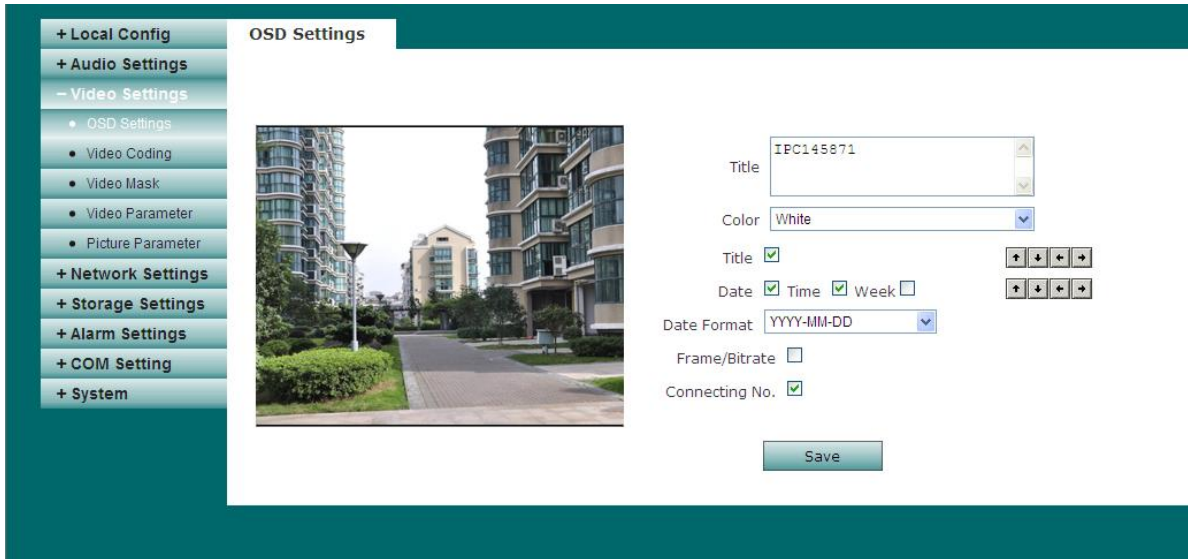 + Local Config
OSD Settings
+ Audio Settings
– Video Settings
• OSD Settings
• Video Coding
• Video Mask
• Video Parameter
• Picture Parameter
+ Network Settings
+ Storage Settings
+ Alarm Settings
+ COM Setting
+ System
Title IPC145871
Color White
Title
Date Time Week
Date Format YYYY-MM-DD
Frame/Bitrate
Connecting No.
Save